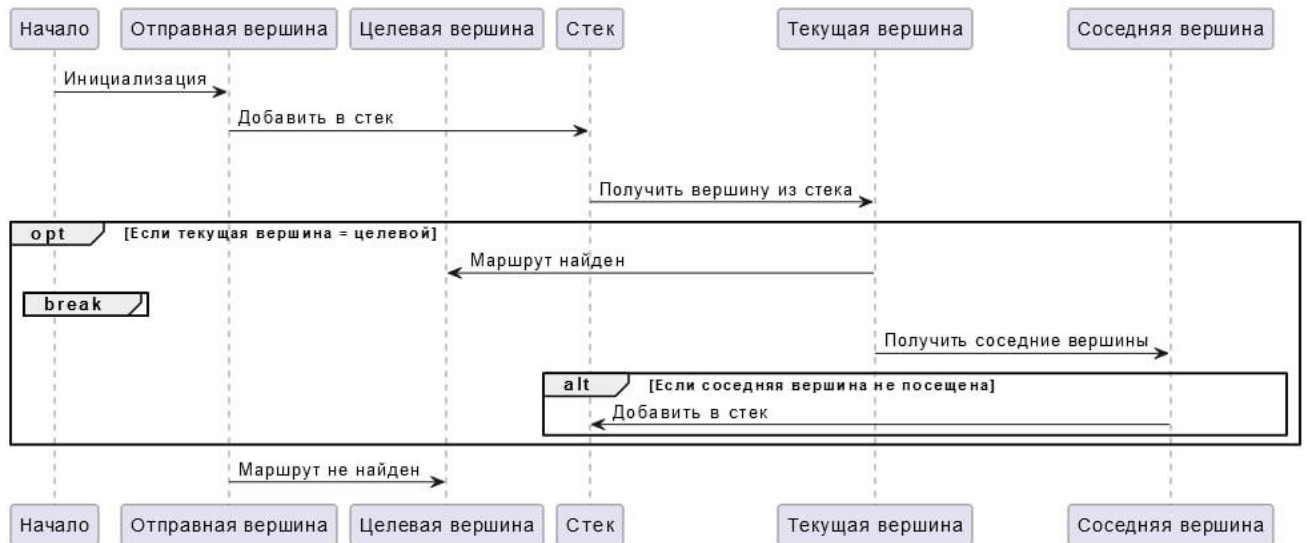 Начало Отправная вершина Целевая вершина Стек Текущая вершина Соседняя вершина
Инициализация
Добавить в стек
Получить вершину из стека
opt [Если текущая вершина = целевой]
Маршрут найден
break
Получить соседние вершины
alt [Если соседняя вершина не посещена]
Добавить в стек
Маршрут не найден
Начало Отправная вершина Целевая вершина Стек Текущая вершина Соседняя вершина